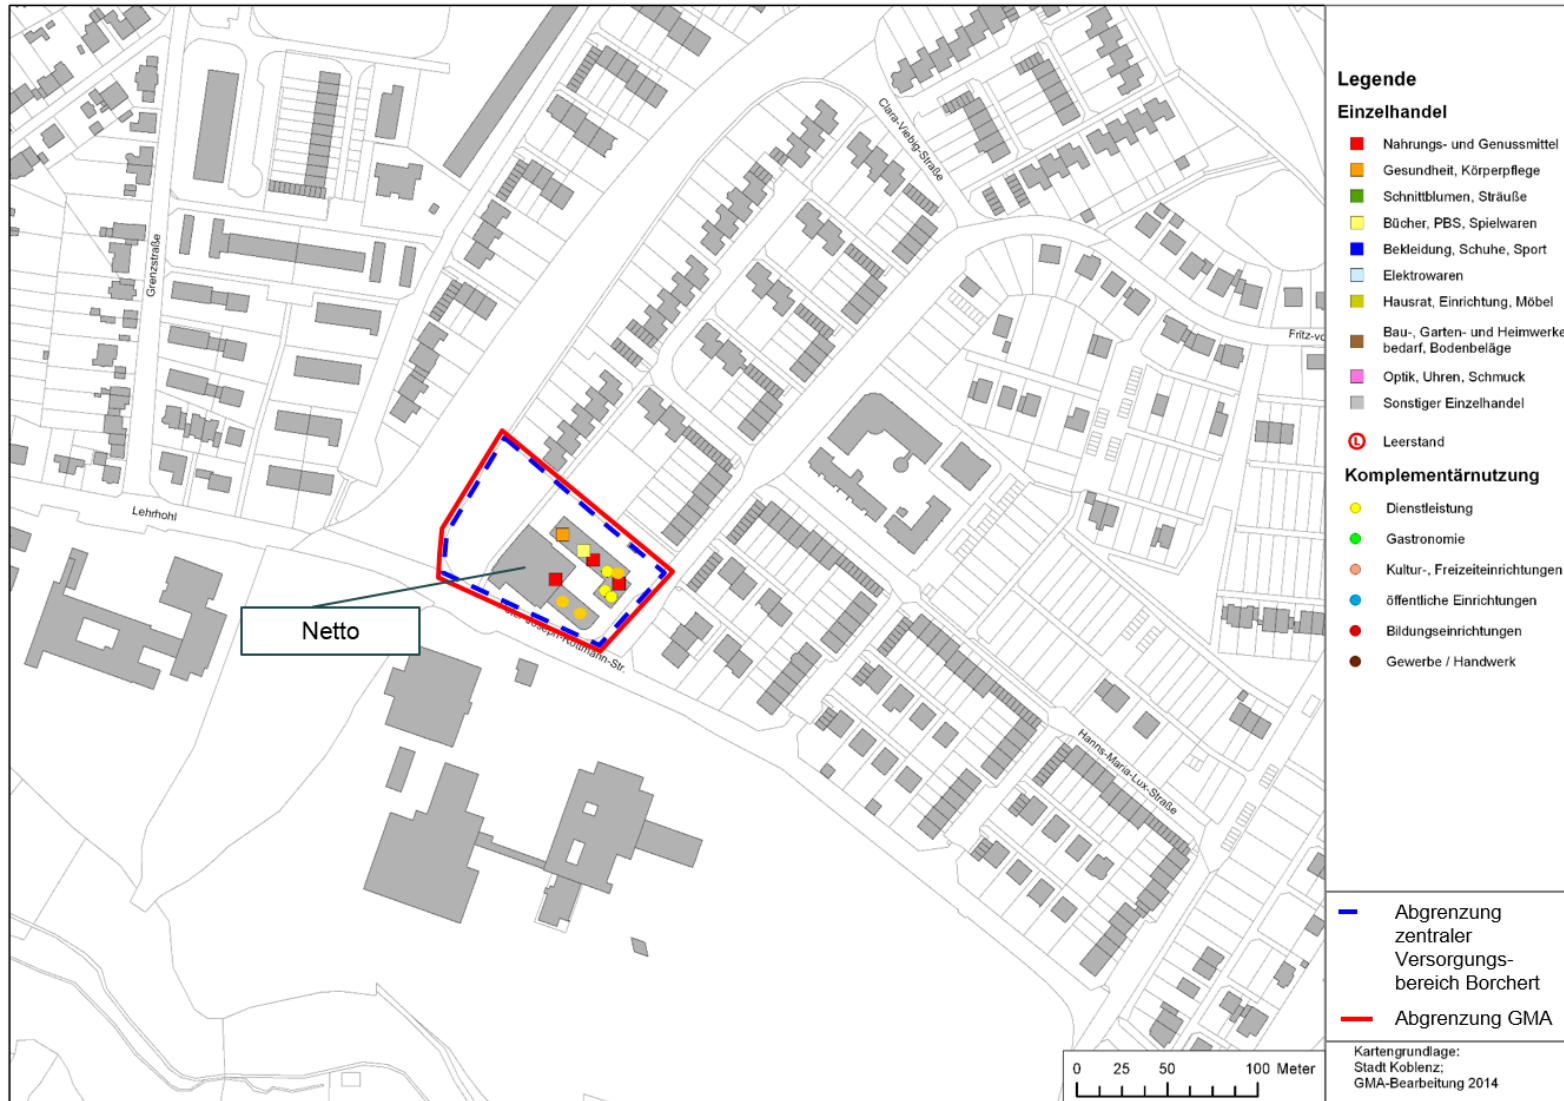 Clara-Viebig-Straße
Grenzstraße
Fritz-vo
Lehrhohl
Netto
Hanns-Maria-Lux-Straße
Legende
Einzelhandel
Nahrungs- und Genussmittel
Gesundheit, Körperpflege
Schnittblumen, Sträuße
Bücher, PBS, Spielwaren
Bekleidung, Schuhe, Sport
Elektrowaren
Hausrat, Einrichtung, Möbel
Bau-, Garten- und Heimwerke
bedarf, Bodenbeläge
Optik, Uhren, Schmuck
Sonstiger Einzelhandel
L Leerstand
Komplementärnutzung
Dienstleistung
Gastronomie
Kultur-, Freizeiteinrichtungen
öffentliche Einrichtungen
Bildungseinrichtungen
Gewerbe / Handwerk
Abgrenzung
zentraler
Versorgungs-
bereich Borchert
Abgrenzung GMA
0 25 50 100 Meter
Kartengrundlage:
Stadt Koblenz;
GMA-Bearbeitung 2014